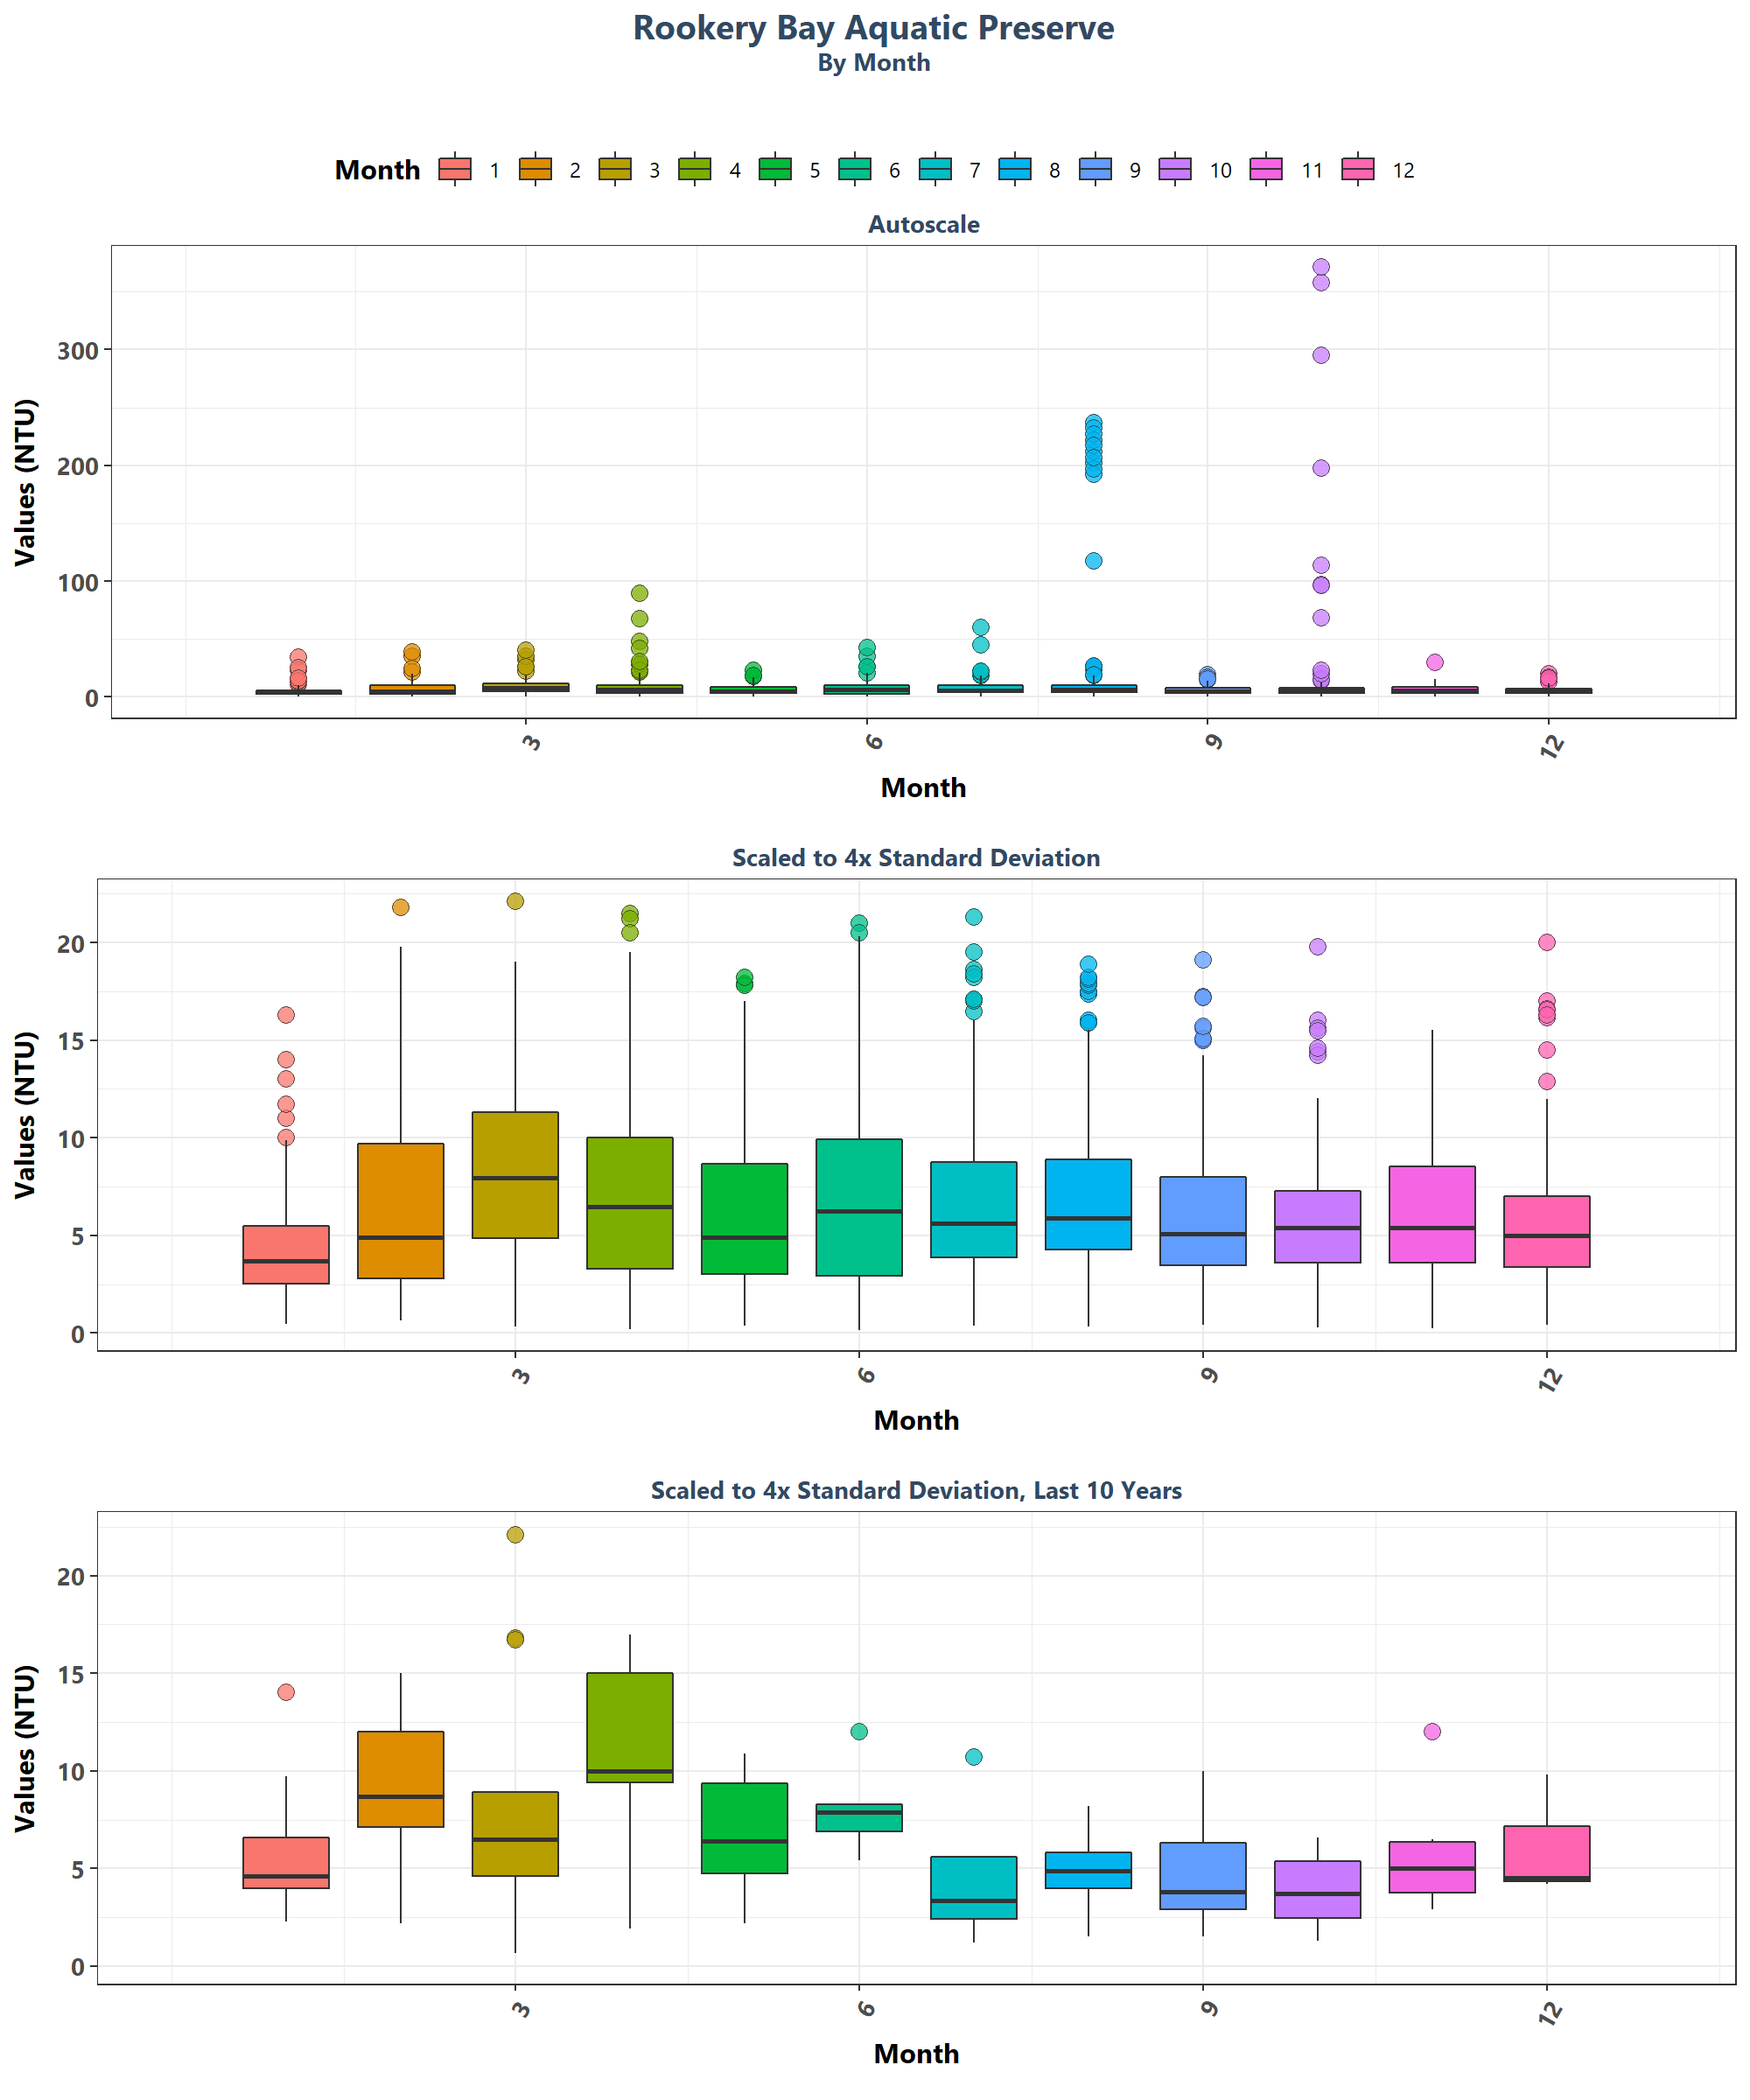 Rookery Bay Aquatic Preserve
By Month
Month 1 2 3 4 5 6 7 8 9 10 11 12
Autoscale
Values (NTU)
300
200
100
0
3 6 9 12
Month
Scaled to 4x Standard Deviation
Values (NTU)
20
15
10
5
0
3 6 9 12
Month
Scaled to 4x Standard Deviation, Last 10 Years
Values (NTU)
20
15
10
5
0
3 6 9 12
Month